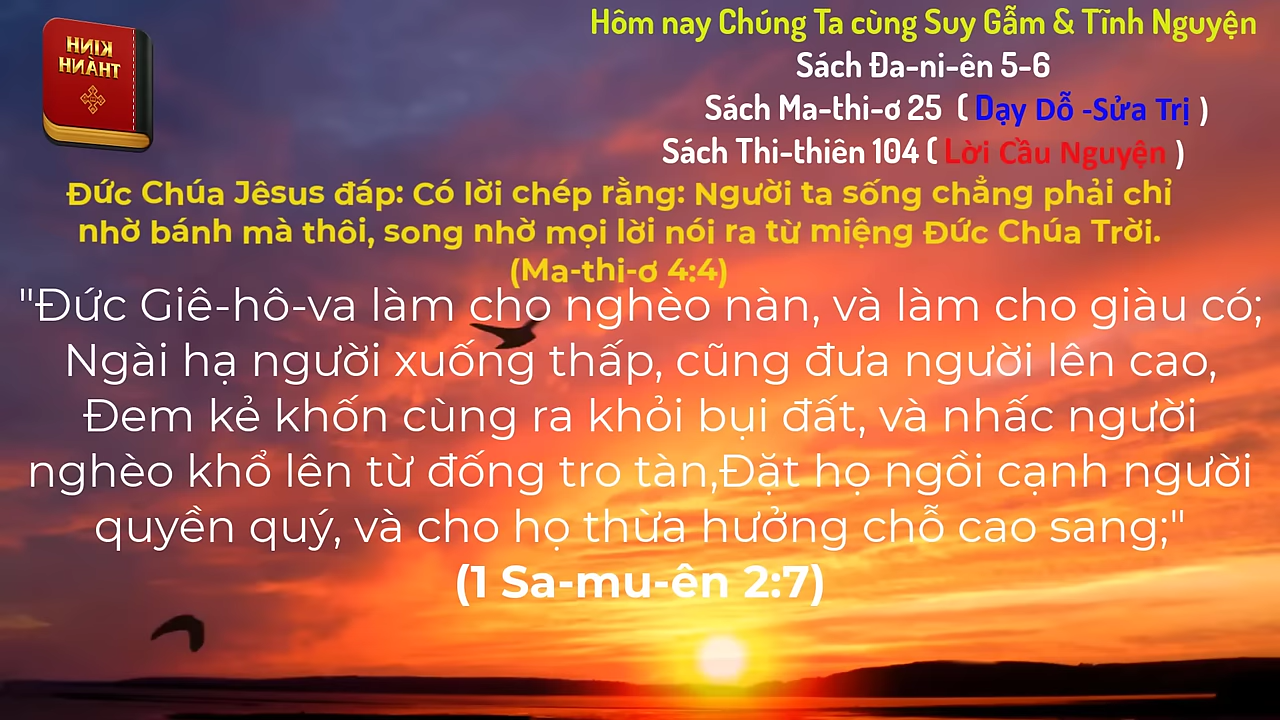 KINH
THÁNH
Hôm nay Chúng Ta cùng Suy Gẫm & Tĩnh Nguyện
Sách Đa-ni-ên 5-6
Sách Ma-thi-ơ 25 ( Dạy Dỗ -Sửa Trị )
Sách Thi-thiên 104 ( Lời Cầu Nguyện )
Đức Chúa Jêsus đáp: Có lời chép rằng: Người ta sống chẳng phải chỉ
nhờ bánh mà thôi, song nhờ mọi lời nói ra từ miệng Đức Chúa Trời.
(Ma-thi-ơ 4:4)
"Đức Giê-hô-va làm cho nghèo nàn, và làm cho giàu có;
Ngài hạ người xuống thấp, cũng đưa người lên cao,
Đem kẻ khốn cùng ra khỏi bụi đất, và nhấc người
nghèo khổ lên từ đống tro tàn,Đặt họ ngồi cạnh người
quyền quý, và cho họ thừa hưởng chỗ cao sang;"
(1 Sa-mu-ên 2:7)